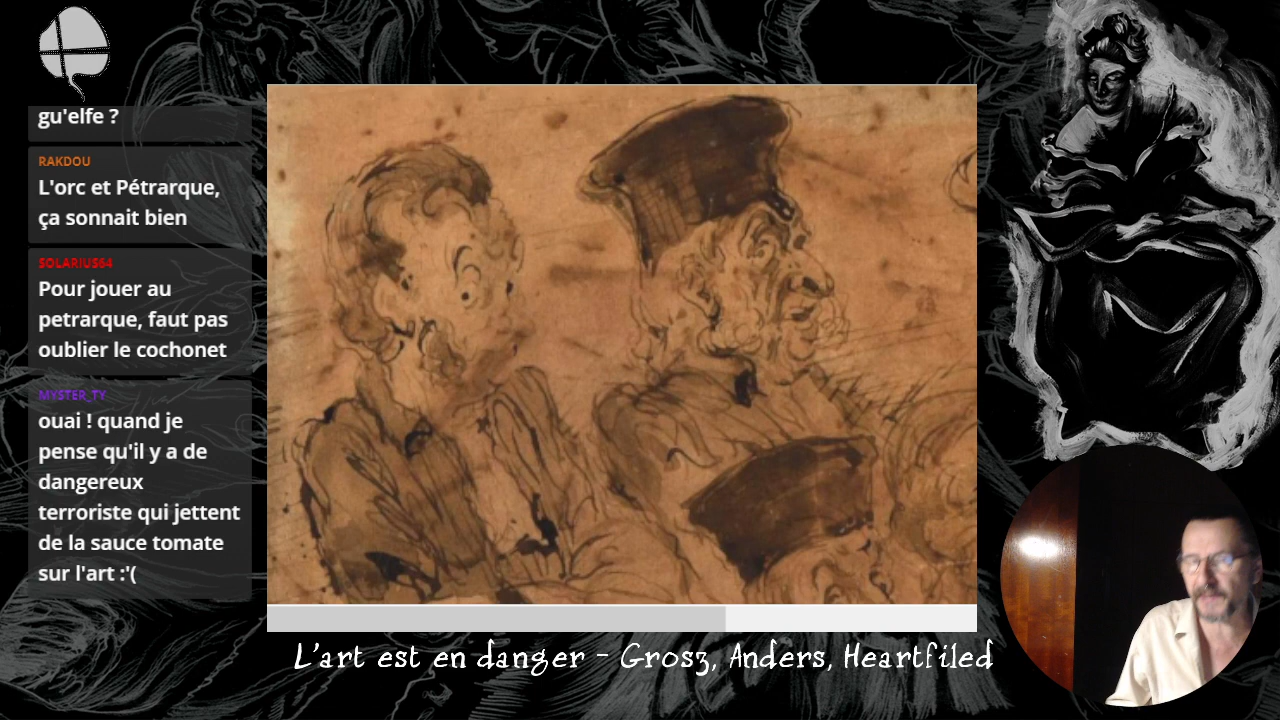 gu'elfe ?
RAKDOU
L'orc et Pétrarque,
ça sonnait bien
SOLARIUS64
Pour jouer au
petrarque, faut pas
oublier le cochonet
MYSTER_TY
ouai ! quand je
pense qu'il y a de
dangereux
terroriste qui jettent
de la sauce tomate
sur l'art :'(
L'art est en danger - Grosz, Anders, Heartfiled